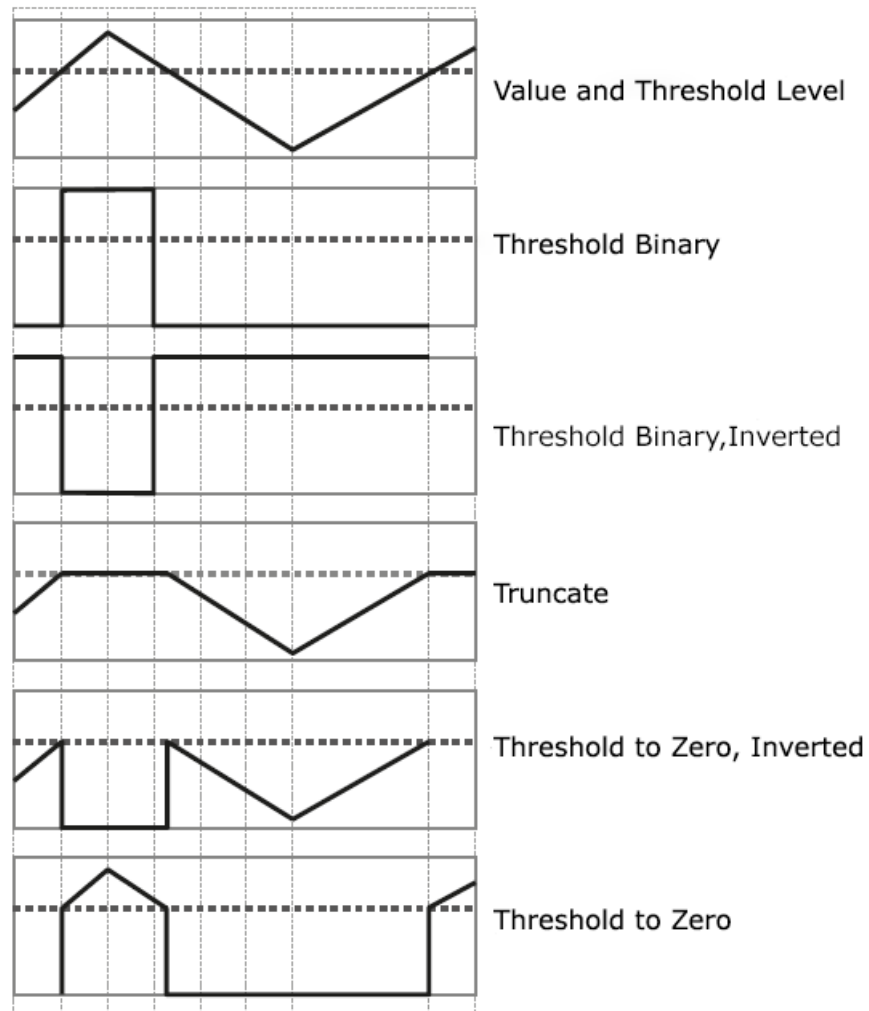 Value and Threshold Level
Threshold Binary
Threshold Binary,Inverted
Truncate
Threshold to Zero, Inverted
Threshold to Zero